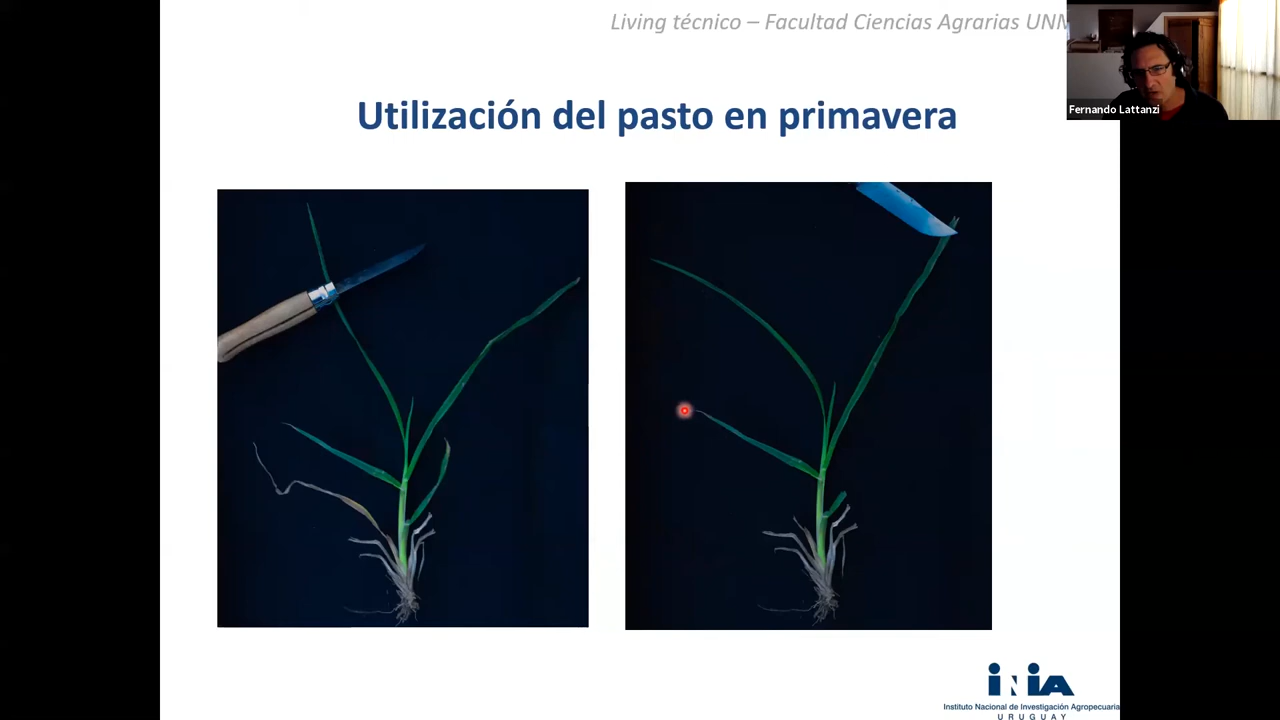 Living técnico – Facultad Ciencias Agrarias
Fernando Lattanzi
Utilización del pasto en primavera
INIA
Instituto Nacional de Investigación Agropecuaria
URUGUAY